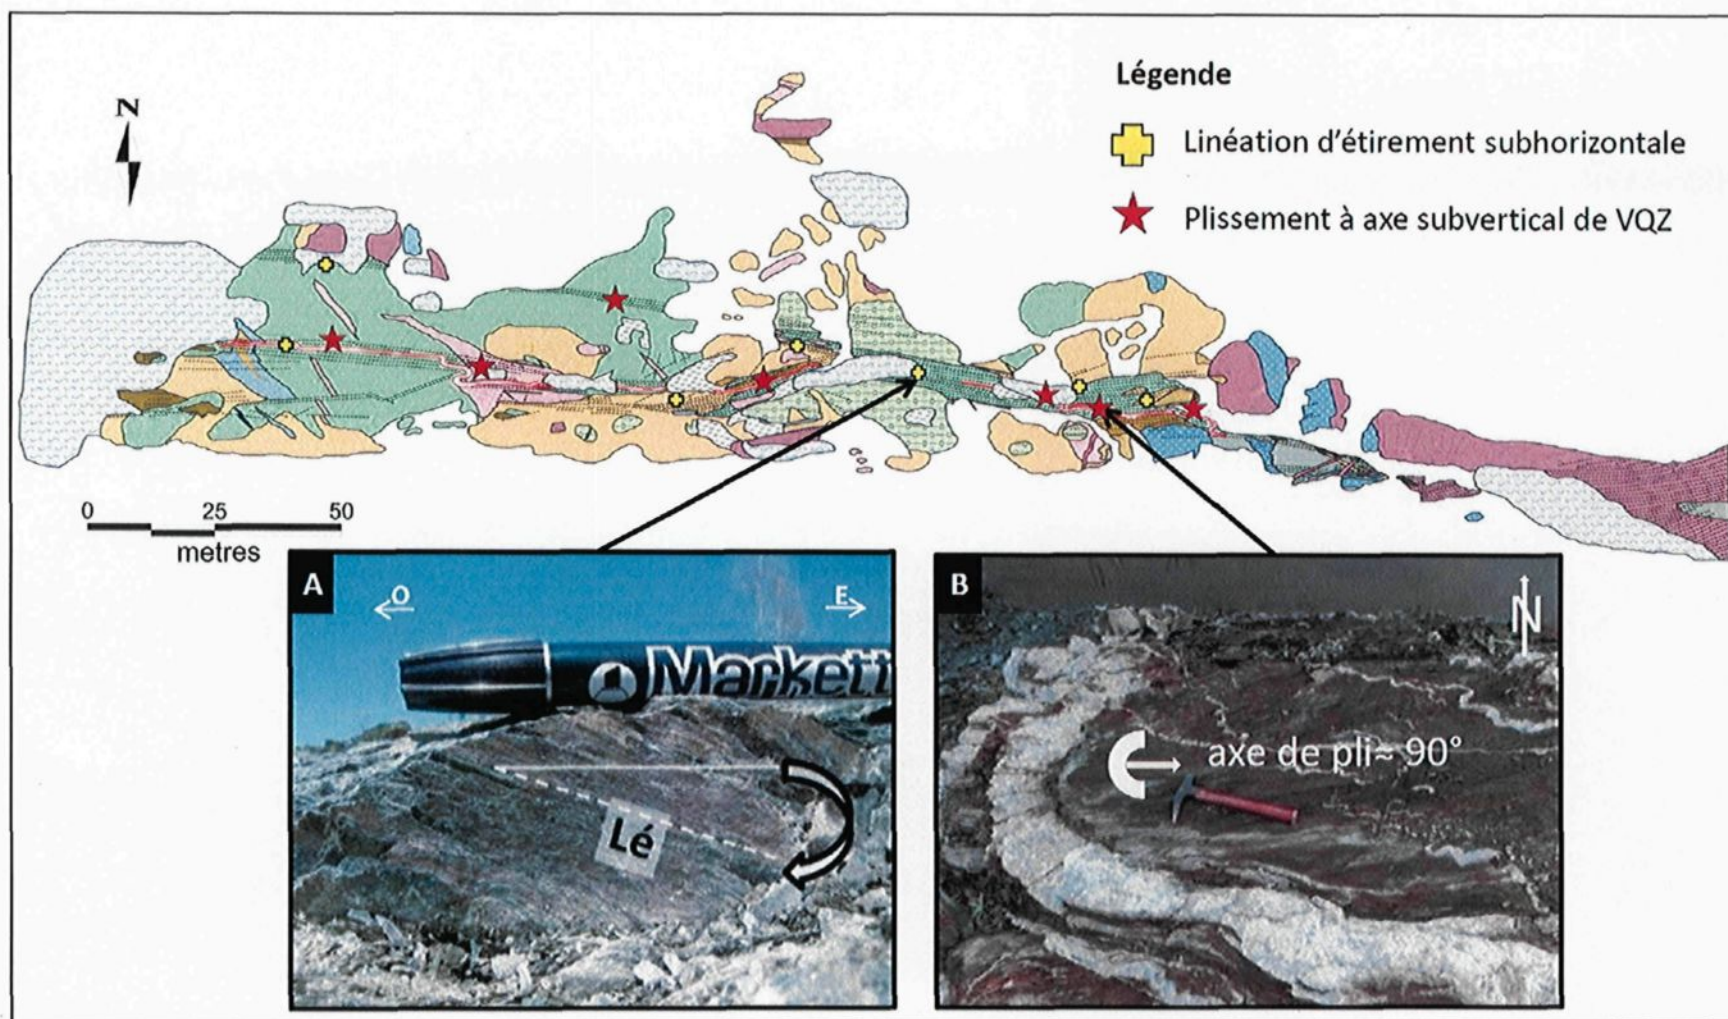 Légende
N
Linéation d'étirement subhorizontale
Plissement à axe subvertical de VQZ
0 25 50
metres
A
O
E
Markett
Lé
B
N
axe de pli≈ 90°